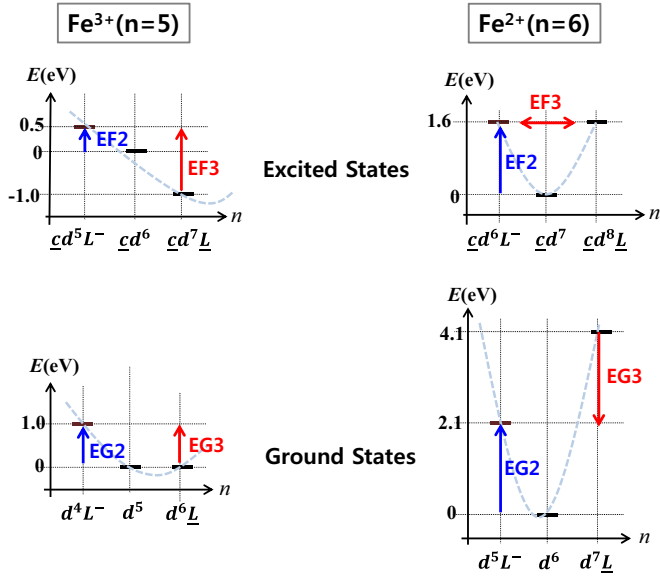 Fe³⁺(n=5)
Fe²⁺(n=6)
E(eV)
0.5
0
-1.0
EF2
EF3
n
c̲d⁵L⁻ c̲d⁶ c̲d⁷L̲
Excited States
E(eV)
1.6
0
EF3
EF2
n
c̲d⁶L⁻ c̲d⁷ c̲d⁸L̲
E(eV)
1.0
0
EG2
EG3
n
d⁴L⁻ d⁵ d⁶L̲
Ground States
E(eV)
4.1
2.1
0
EG3
EG2
n
d⁵L⁻ d⁶ d⁷L̲